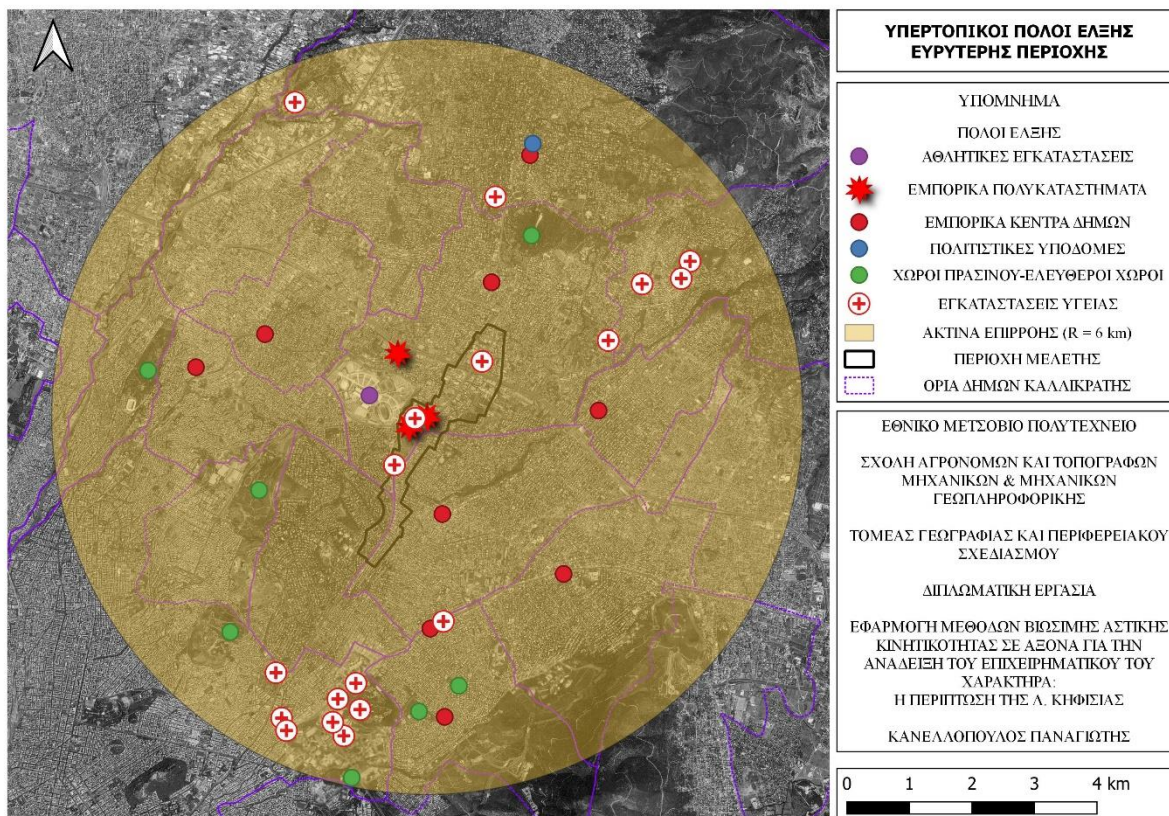 ΥΠΕΡΤΟΠΙΚΟΙ ΠΟΛΟΙ ΕΛΞΗΣ
ΕΥΡΥΤΕΡΗΣ ΠΕΡΙΟΧΗΣ
ΥΠΟΜΝΗΜΑ
ΠΟΛΟΙ ΕΛΞΗΣ
ΑΘΛΗΤΙΚΕΣ ΕΓΚΑΤΑΣΤΑΣΕΙΣ
ΕΜΠΟΡΙΚΑ ΠΟΛΥΚΑΤΑΣΤΗΜΑΤΑ
ΕΜΠΟΡΙΚΑ ΚΕΝΤΡΑ ΔΗΜΩΝ
ΠΟΛΙΤΙΣΤΙΚΕΣ ΥΠΟΔΟΜΕΣ
ΧΩΡΟΙ ΠΡΑΣΙΝΟΥ-ΕΛΕΥΘΕΡΟΙ ΧΩΡΟΙ
ΕΓΚΑΤΑΣΤΑΣΕΙΣ ΥΓΕΙΑΣ
ΑΚΤΙΝΑ ΕΠΙΡΡΟΗΣ (R = 6 km)
ΠΕΡΙΟΧΗ ΜΕΛΕΤΗΣ
ΟΡΙΑ ΔΗΜΩΝ ΚΑΛΛΙΚΡΑΤΗΣ
ΕΘΝΙΚΟ ΜΕΤΣΟΒΙΟ ΠΟΛΥΤΕΧΝΕΙΟ
ΣΧΟΛΗ ΑΓΡΟΝΟΜΩΝ ΚΑΙ ΤΟΠΟΓΡΑΦΩΝ
ΜΗΧΑΝΙΚΩΝ & ΜΗΧΑΝΙΚΩΝ
ΓΕΩΠΛΗΡΟΦΟΡΙΚΗΣ
ΤΟΜΕΑΣ ΓΕΩΓΡΑΦΙΑΣ ΚΑΙ ΠΕΡΙΦΕΡΕΙΑΚΟΥ
ΣΧΕΔΙΑΣΜΟΥ
ΔΙΠΛΩΜΑΤΙΚΗ ΕΡΓΑΣΙΑ
ΕΦΑΡΜΟΓΗ ΜΕΘΟΔΩΝ ΒΙΩΣΙΜΗΣ ΑΣΤΙΚΗΣ
ΚΙΝΗΤΙΚΟΤΗΤΑΣ ΣΕ ΑΞΟΝΑ ΓΙΑ ΤΗΝ
ΑΝΑΔΕΙΞΗ ΤΟΥ ΕΠΙΧΕΙΡΗΜΑΤΙΚΟΥ ΤΟΥ
ΧΑΡΑΚΤΗΡΑ:
Η ΠΕΡΙΠΤΩΣΗ ΤΗΣ Λ. ΚΗΦΙΣΙΑΣ
ΚΑΝΕΛΛΟΠΟΥΛΟΣ ΠΑΝΑΓΙΩΤΗΣ
0 1 2 3 4 km